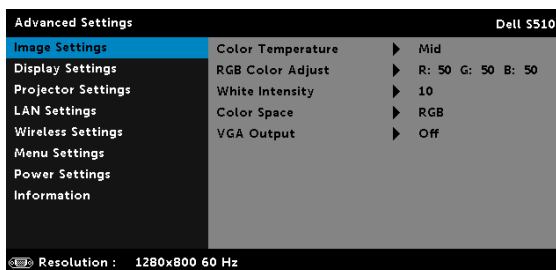 Advanced Settings Dell S510
Image Settings Color Temperature Mid
Display Settings RGB Color Adjust R: 50 G: 50 B: 50
Projector Settings White Intensity 10
LAN Settings Color Space RGB
Wireless Settings VGA Output Off
Menu Settings
Power Settings
Information
Resolution : 1280x800 60 Hz